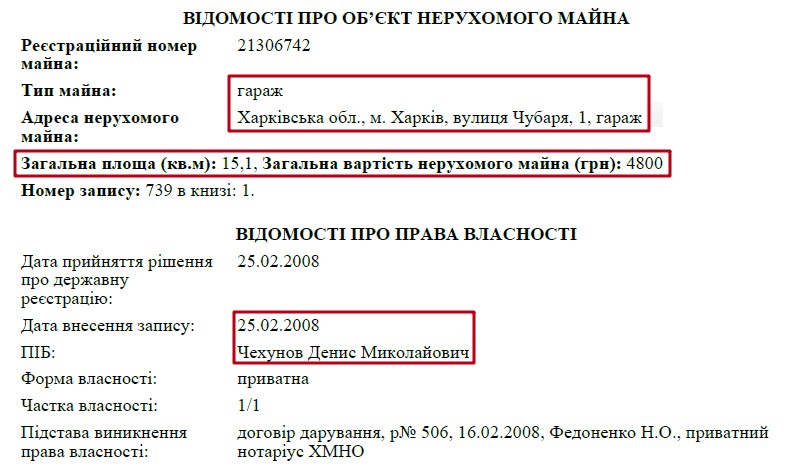 ВІДОМОСТІ ПРО ОБ’ЄКТ НЕРУХОМОГО МАЙНА
Реєстраційний номер майна: 21306742
Тип майна: гараж
Адреса нерухомого майна: Харківська обл., м. Харків, вулиця Чубаря, 1, гараж
Загальна площа (кв.м): 15,1, Загальна вартість нерухомого майна (грн): 4800
Номер запису: 739 в книзі: 1.
ВІДОМОСТІ ПРО ПРАВА ВЛАСНОСТІ
Дата прийняття рішення про державну реєстрацію: 25.02.2008
Дата внесення запису: 25.02.2008
ПІБ: Чехунов Денис Миколайович
Форма власності: приватна
Частка власності: 1/1
Підстава виникнення права власності: договір дарування, р№ 506, 16.02.2008, Федоненко Н.О., приватний нотаріус ХМНО